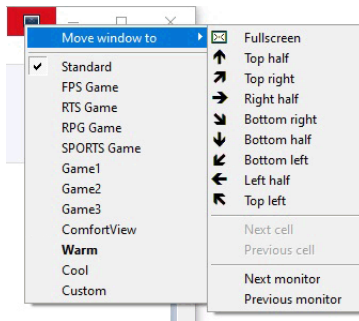 Move window to
Standard
FPS Game
RTS Game
RPG Game
SPORTS Game
Game1
Game2
Game3
ComfortView
Warm
Cool
Custom
Fullscreen
Top half
Top right
Right half
Bottom right
Bottom half
Bottom left
Left half
Top left
Next cell
Previous cell
Next monitor
Previous monitor